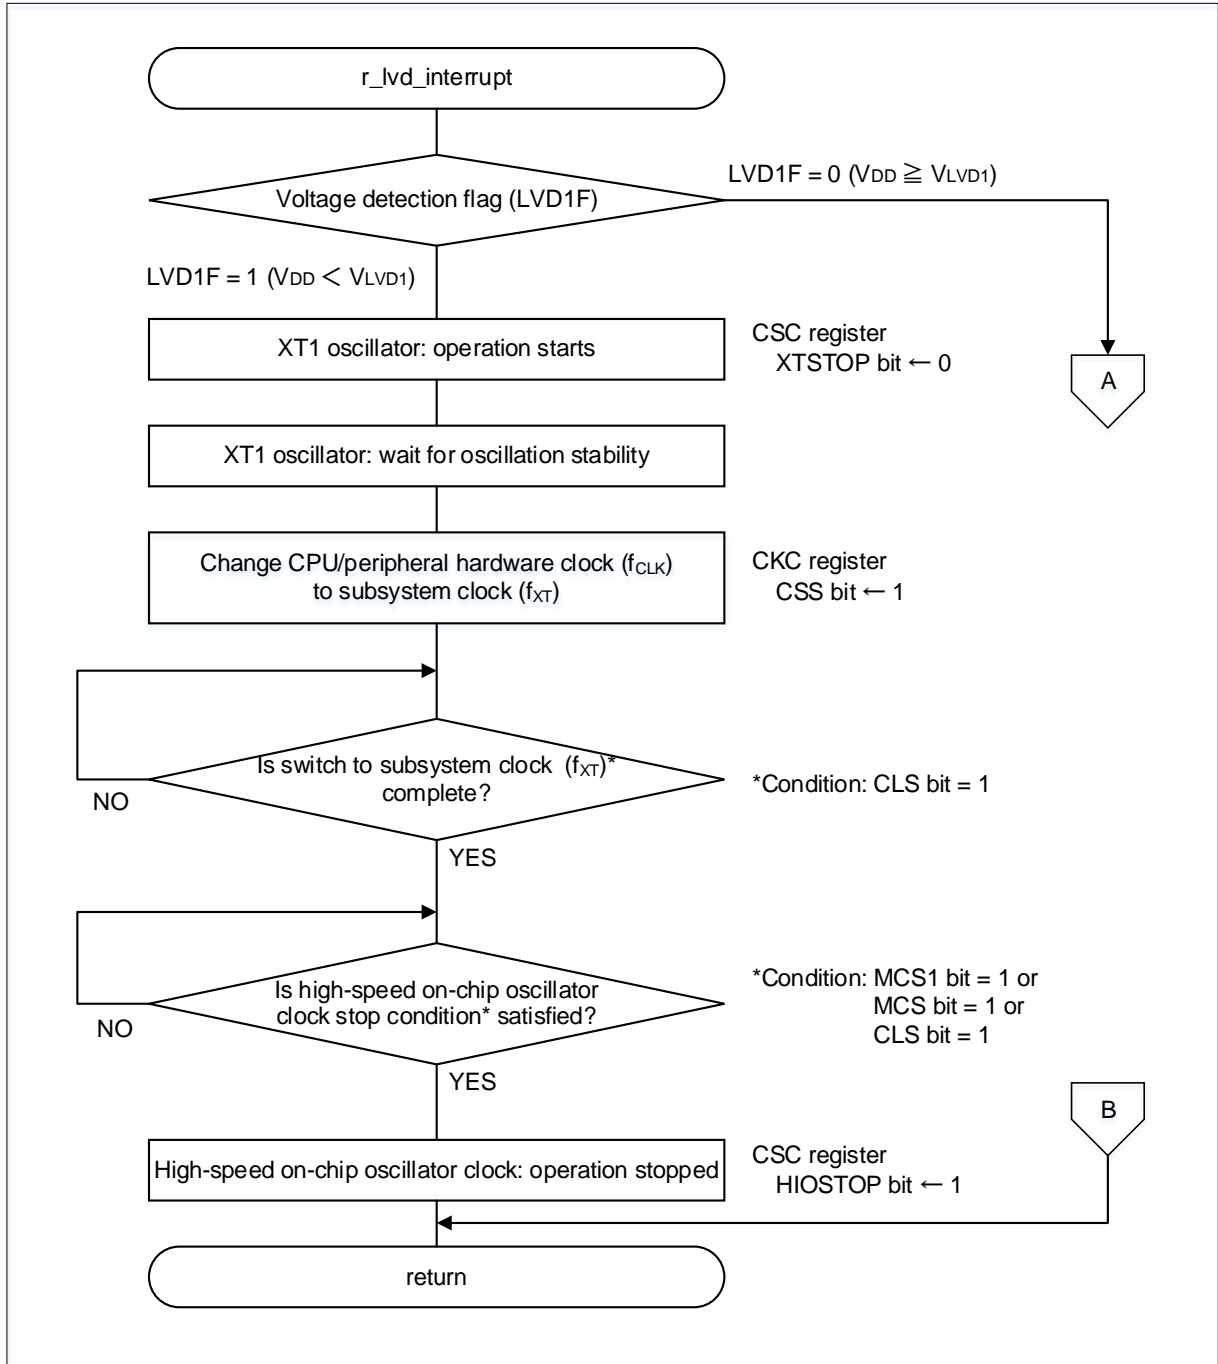 r_lvd_interrupt
Voltage detection flag (LVD1F)
LVD1F = 0 (VDD ≧ VLVD1)
LVD1F = 1 (VDD < VLVD1)
XT1 oscillator: operation starts
CSC register
XTSTOP bit ← 0
A
XT1 oscillator: wait for oscillation stability
Change CPU/peripheral hardware clock (fCLK)
to subsystem clock (fXT)
CKC register
CSS bit ← 1
Is switch to subsystem clock (fXT)*
complete?
*Condition: CLS bit = 1
NO
YES
Is high-speed on-chip oscillator
clock stop condition* satisfied?
*Condition: MCS1 bit = 1 or
MCS bit = 1 or
CLS bit = 1
NO
YES
B
High-speed on-chip oscillator clock: operation stopped
CSC register
HIOSTOP bit ← 1
return